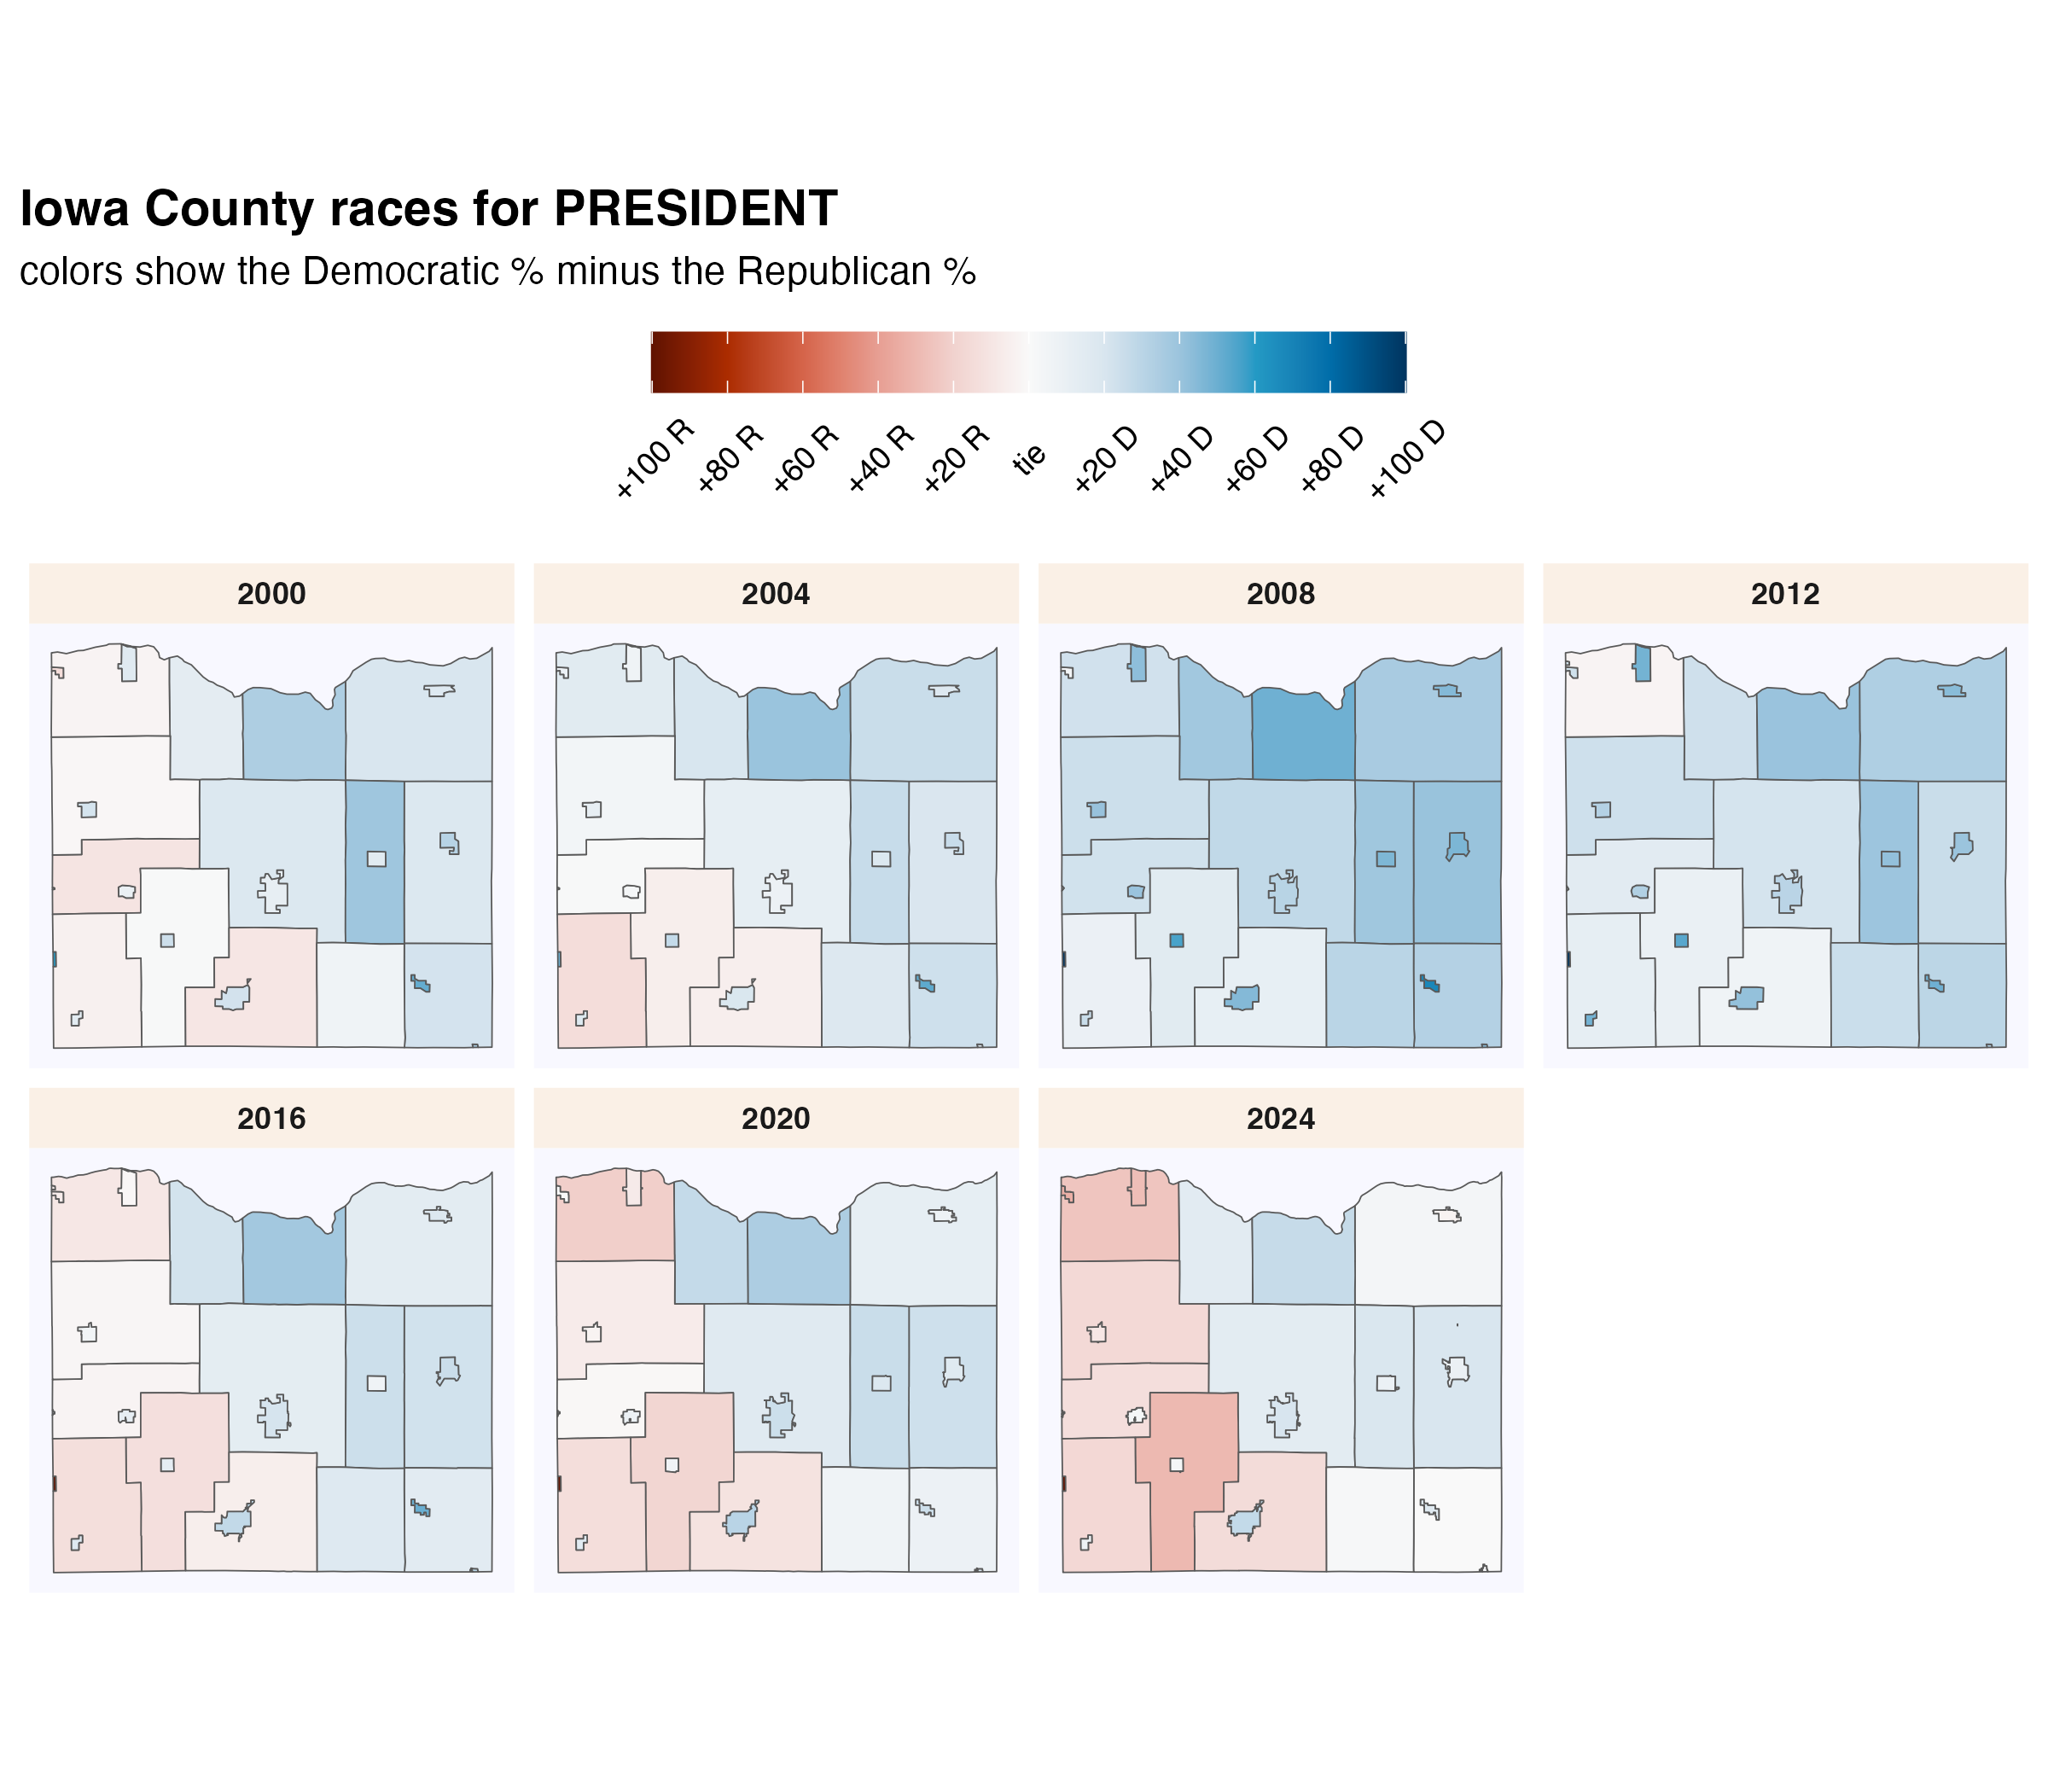 Iowa County races for PRESIDENT
colors show the Democratic % minus the Republican %
+100 R
+80 R
+60 R
+40 R
+20 R
tie
+20 D
+40 D
+60 D
+80 D
+100 D
2000
2004
2008
2012
2016
2020
2024